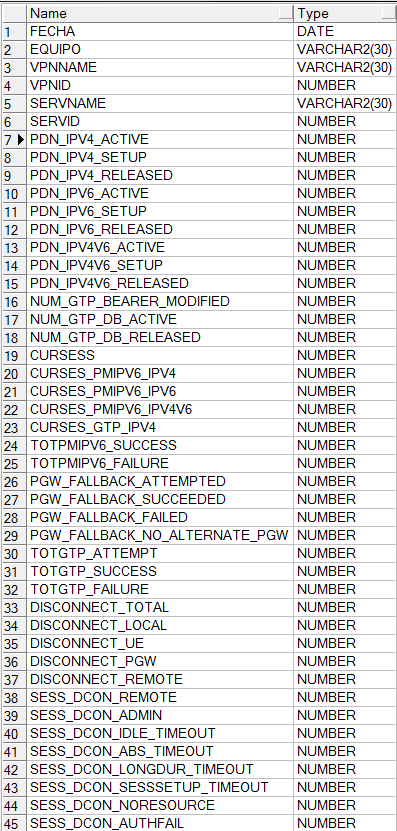 Name Type
1 FECHA DATE
2 EQUIPO VARCHAR2(30)
3 VPNNAME VARCHAR2(30)
4 VPNID NUMBER
5 SERVNAME VARCHAR2(30)
6 SERVID NUMBER
7 PDN_IPV4_ACTIVE NUMBER
8 PDN_IPV4_SETUP NUMBER
9 PDN_IPV4_RELEASED NUMBER
10 PDN_IPV6_ACTIVE NUMBER
11 PDN_IPV6_SETUP NUMBER
12 PDN_IPV6_RELEASED NUMBER
13 PDN_IPV4V6_ACTIVE NUMBER
14 PDN_IPV4V6_SETUP NUMBER
15 PDN_IPV4V6_RELEASED NUMBER
16 NUM_GTP_BEARER_MODIFIED NUMBER
17 NUM_GTP_DB_ACTIVE NUMBER
18 NUM_GTP_DB_RELEASED NUMBER
19 CURSESS NUMBER
20 CURSES_PMIPV6_IPV4 NUMBER
21 CURSES_PMIPV6_IPV6 NUMBER
22 CURSES_PMIPV6_IPV4V6 NUMBER
23 CURSES_GTP_IPV4 NUMBER
24 TOTPMIPV6_SUCCESS NUMBER
25 TOTPMIPV6_FAILURE NUMBER
26 PGW_FALLBACK_ATTEMPTED NUMBER
27 PGW_FALLBACK_SUCCEEDED NUMBER
28 PGW_FALLBACK_FAILED NUMBER
29 PGW_FALLBACK_NO_ALTERNATE_PGW NUMBER
30 TOTGTP_ATTEMPT NUMBER
31 TOTGTP_SUCCESS NUMBER
32 TOTGTP_FAILURE NUMBER
33 DISCONNECT_TOTAL NUMBER
34 DISCONNECT_LOCAL NUMBER
35 DISCONNECT_UE NUMBER
36 DISCONNECT_PGW NUMBER
37 DISCONNECT_REMOTE NUMBER
38 SESS_DCON_REMOTE NUMBER
39 SESS_DCON_ADMIN NUMBER
40 SESS_DCON_IDLE_TIMEOUT NUMBER
41 SESS_DCON_ABS_TIMEOUT NUMBER
42 SESS_DCON_LONGDUR_TIMEOUT NUMBER
43 SESS_DCON_SESSSETUP_TIMEOUT NUMBER
44 SESS_DCON_NORESOURCE NUMBER
45 SESS_DCON_AUTHFAIL NUMBER